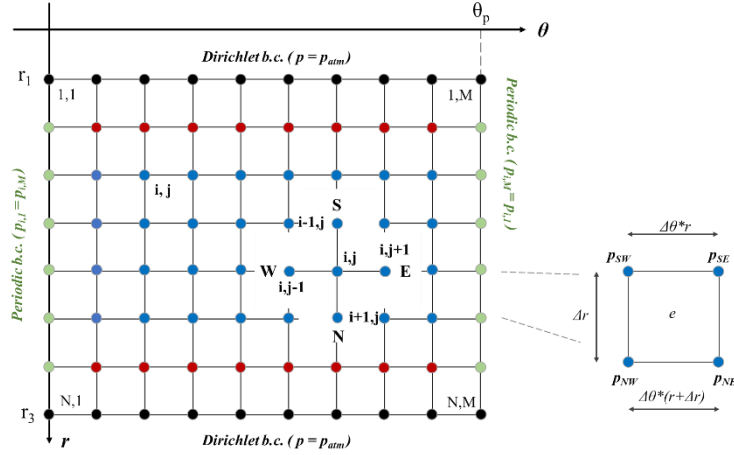 θp
θ
Dirichlet b.c. ( p = patm)
r1
1,1
1,M
Periodic b.c. ( pi,1 = pi,M)
Periodic b.c. ( pi,M = pi,1)
i, j
S
i-1,j
i,j+1
i,j
W
E
i,j-1
i+1,j
N
r3
N,1
N,M
r
Dirichlet b.c. ( p = patm)
Δθ*r
pSW
pSE
Δr
e
pNW
pNE
Δθ*(r+Δr)